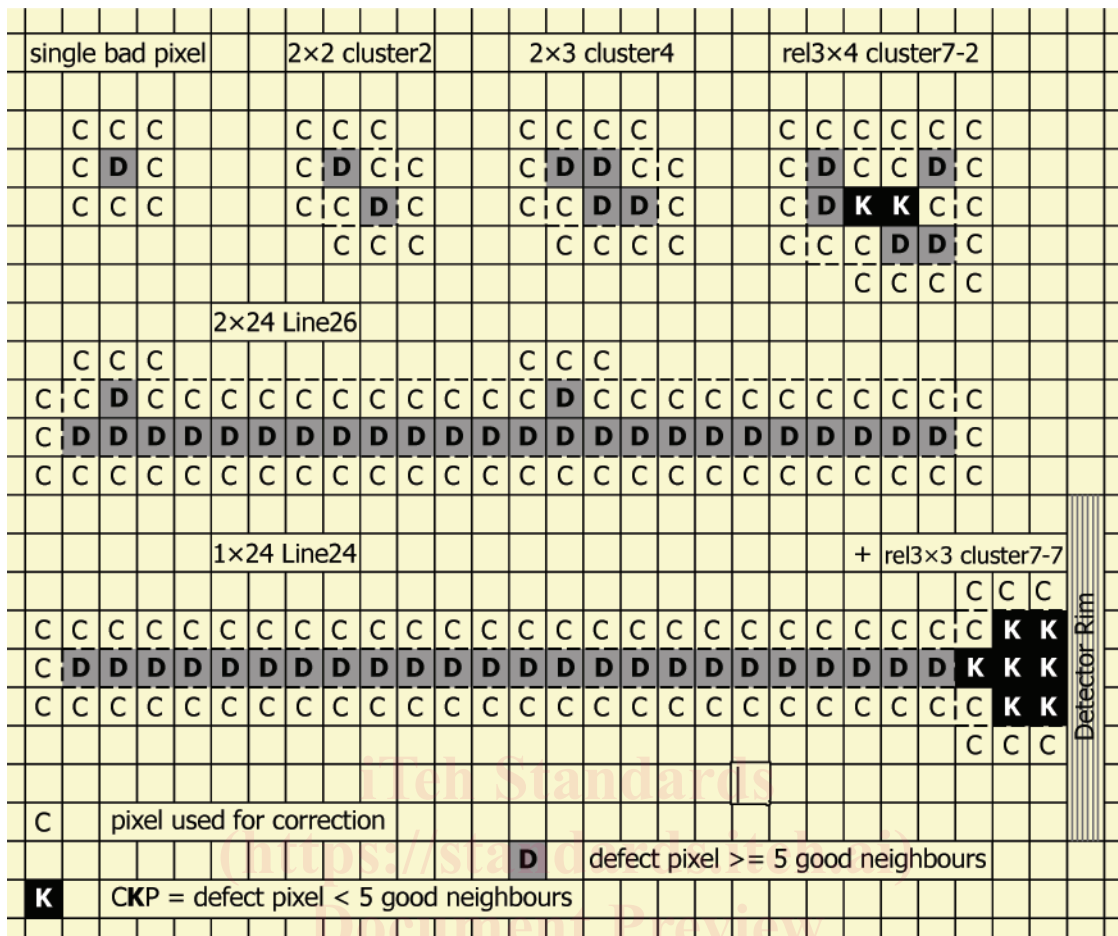 single bad pixel 2×2 cluster2 2×3 cluster4 rel3×4 cluster7-2
C C C C C C C C C C C C C C C C
C D C C D C C C D D C C C D C C D C
C C C C C D C C C D D C C D K K C C
C C C C C C C C C C C C D D C
C C C C
2×24 Line26
C C C C C C
C C D C C C C C C C C C C C D C C C C C C C C C C C
C D D D D D D D D D D D D D D D D D D D D D D D D C
C C C C C C C C C C C C C C C C C C C C C C C C C C
1×24 Line24 + rel3×3 cluster7-7
C C C
C C C C C C C C C C C C C C C C C C C C C C C C C C K K
C D D D D D D D D D D D D D D D D D D D D D D D D K K K
C C C C C C C C C C C C C C C C C C C C C C C C C C K K
C C C
Detector Rim
iTeh Standards
C pixel used for correction
(https://standards.iteh.ai)
D defect pixel >= 5 good neighbours
K CKP = defect pixel < 5 good neighbours
Document Preview